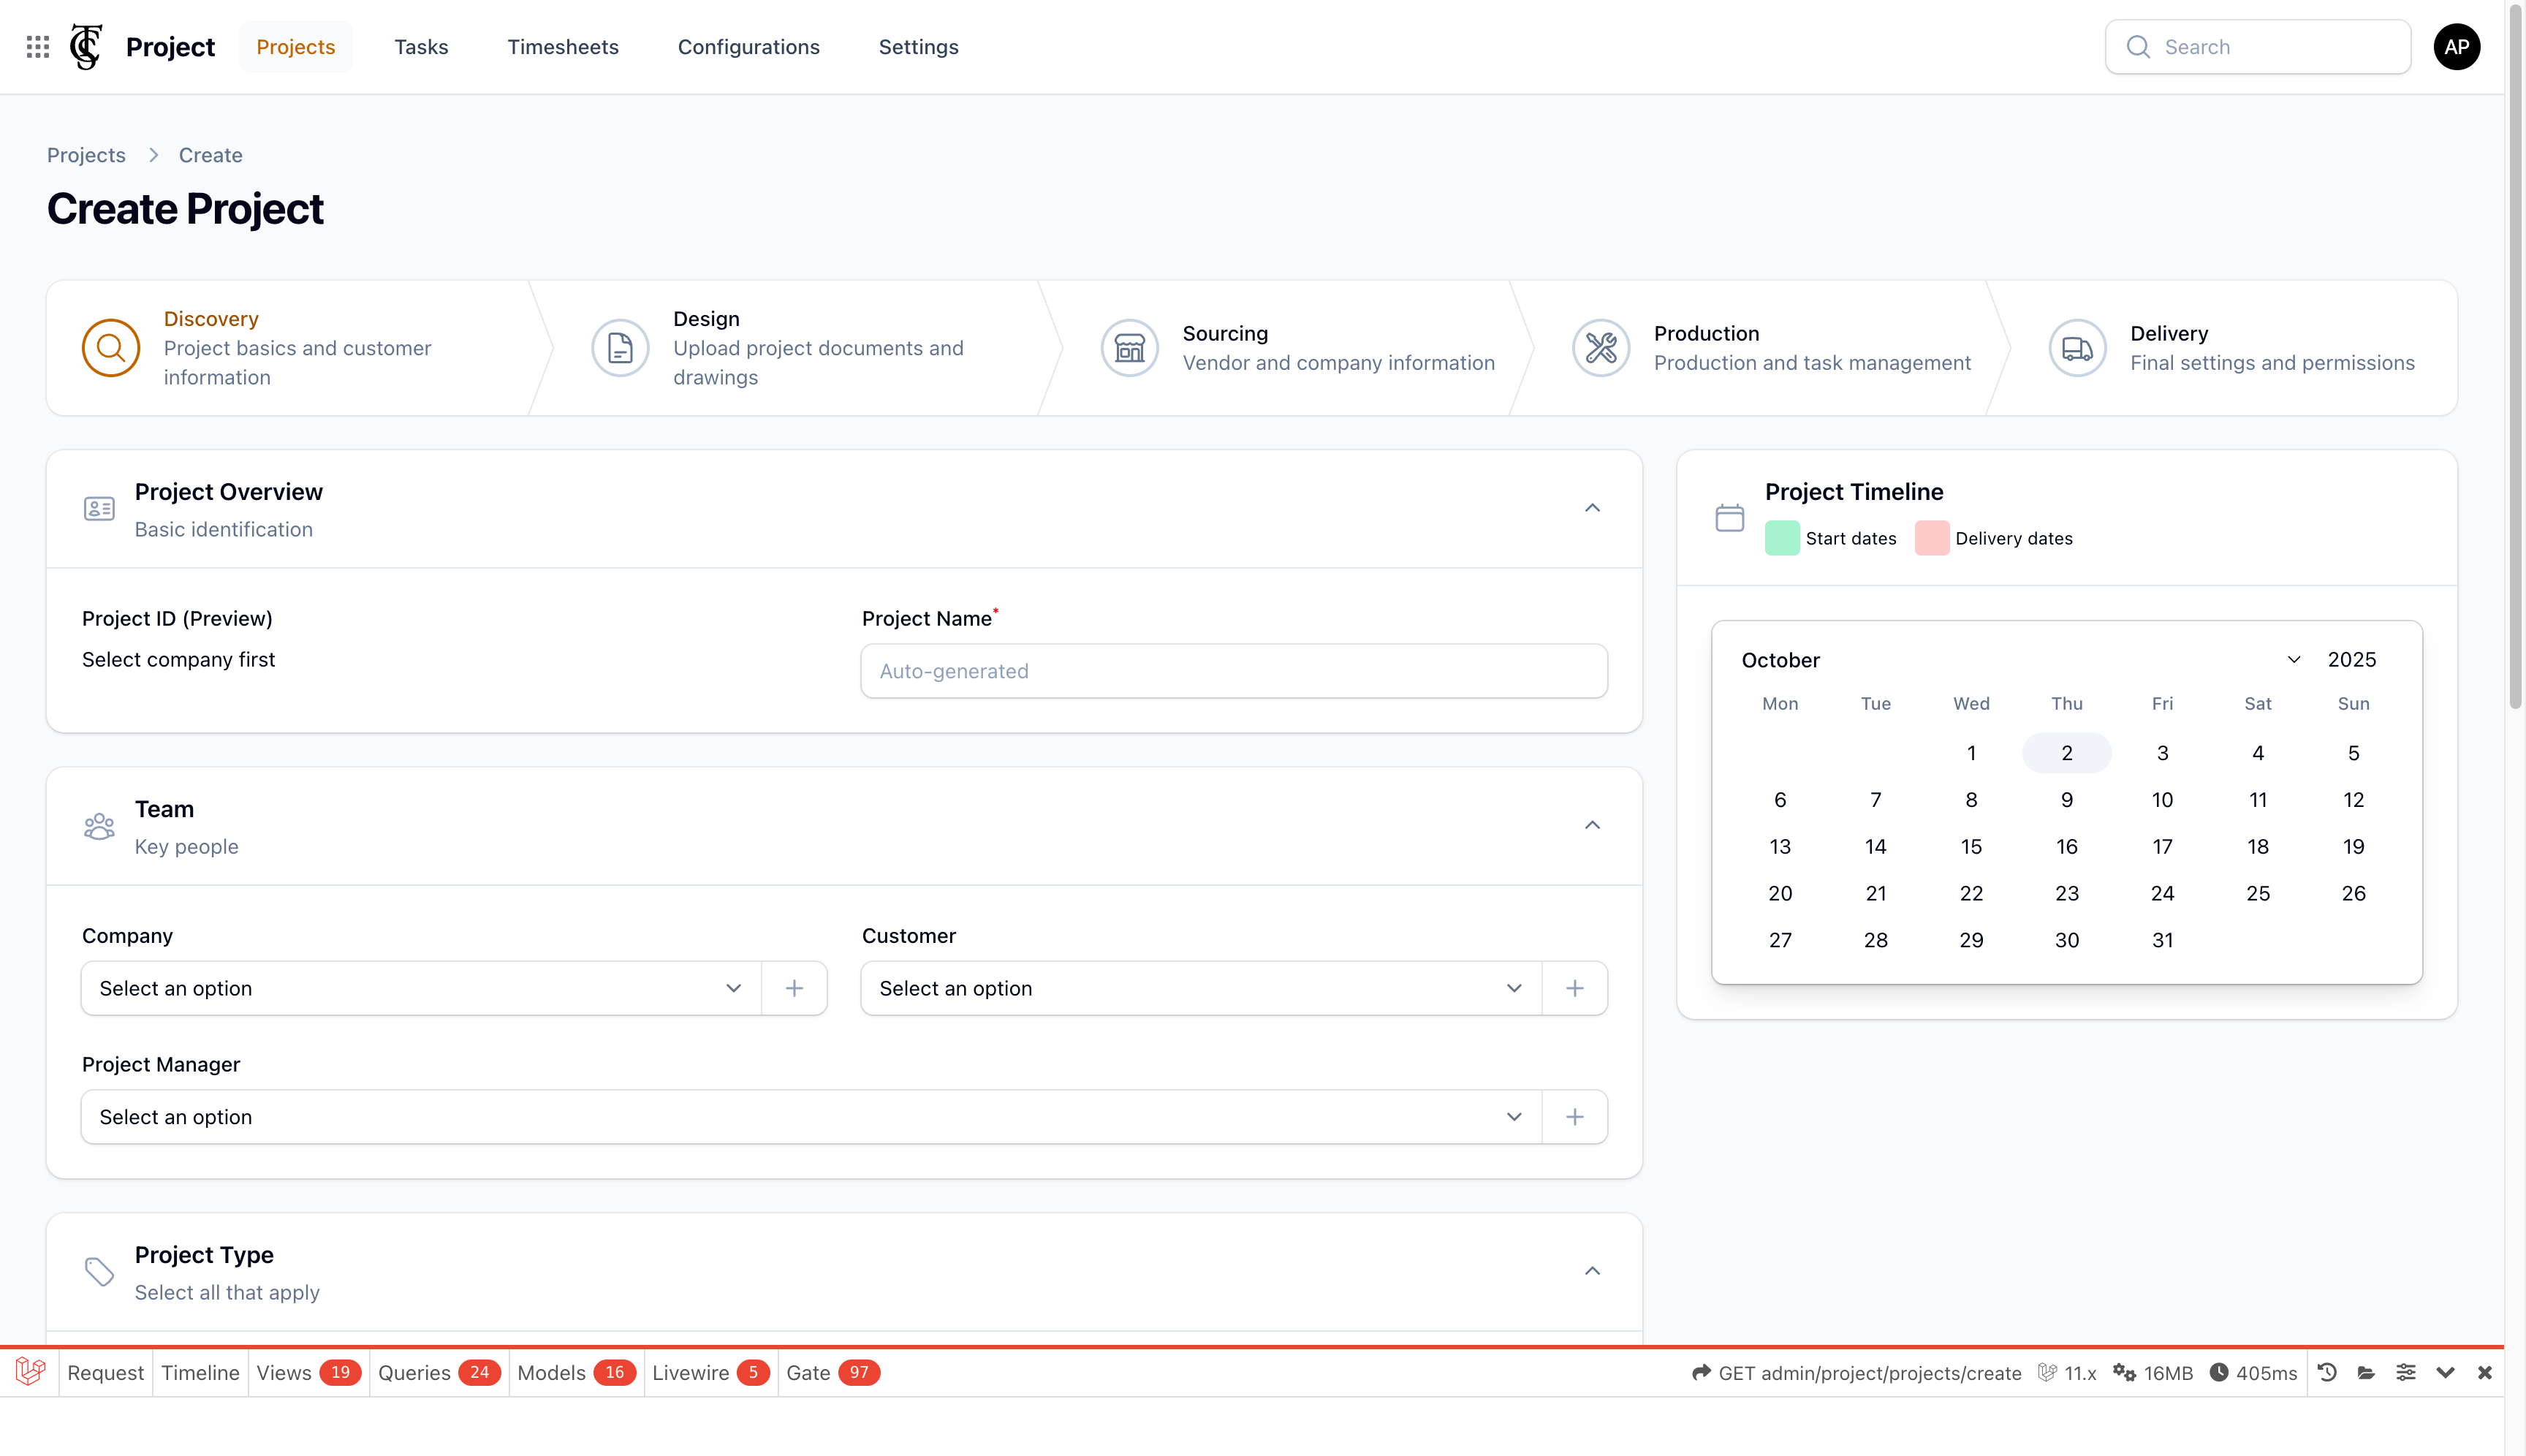 Project
Projects
Tasks
Timesheets
Configurations
Settings
Search
AP
Projects
Create
Create Project
Discovery
Project basics and customer
information
Design
Upload project documents and
drawings
Sourcing
Vendor and company information
Production
Production and task management
Delivery
Final settings and permissions
Project Overview
Basic identification
Project ID (Preview)
Select company first
Project Name*
Auto-generated
Team
Key people
Company
Select an option
Customer
Select an option
Project Manager
Select an option
Project Type
Select all that apply
Project Timeline
Start dates
Delivery dates
October
2025
Mon Tue Wed Thu Fri Sat Sun
1 2 3 4 5
6 7 8 9 10 11 12
13 14 15 16 17 18 19
20 21 22 23 24 25 26
27 28 29 30 31
Request
Timeline
Views 19
Queries 24
Models 16
Livewire 5
Gate 97
GET admin/project/projects/create
11.x
16MB
405ms